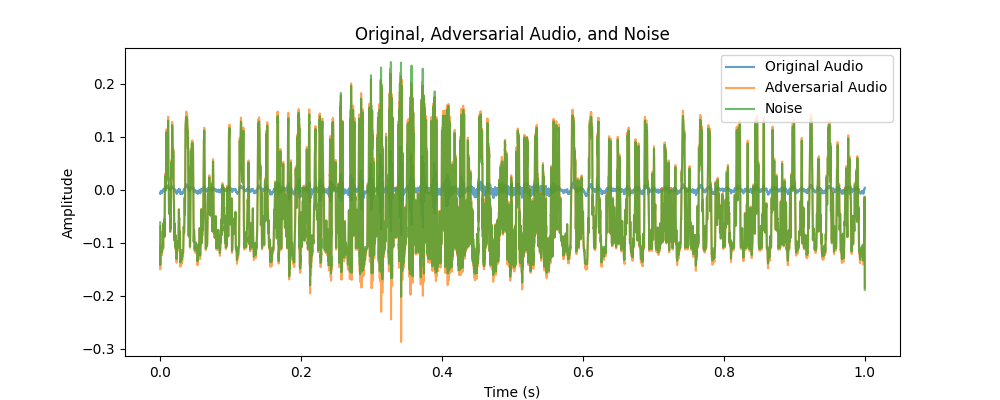 Original, Adversarial Audio, and Noise
Original Audio
Adversarial Audio
Noise
Amplitude
0.2
0.1
0.0
−0.1
−0.2
−0.3
0.0 0.2 0.4 0.6 0.8 1.0
Time (s)